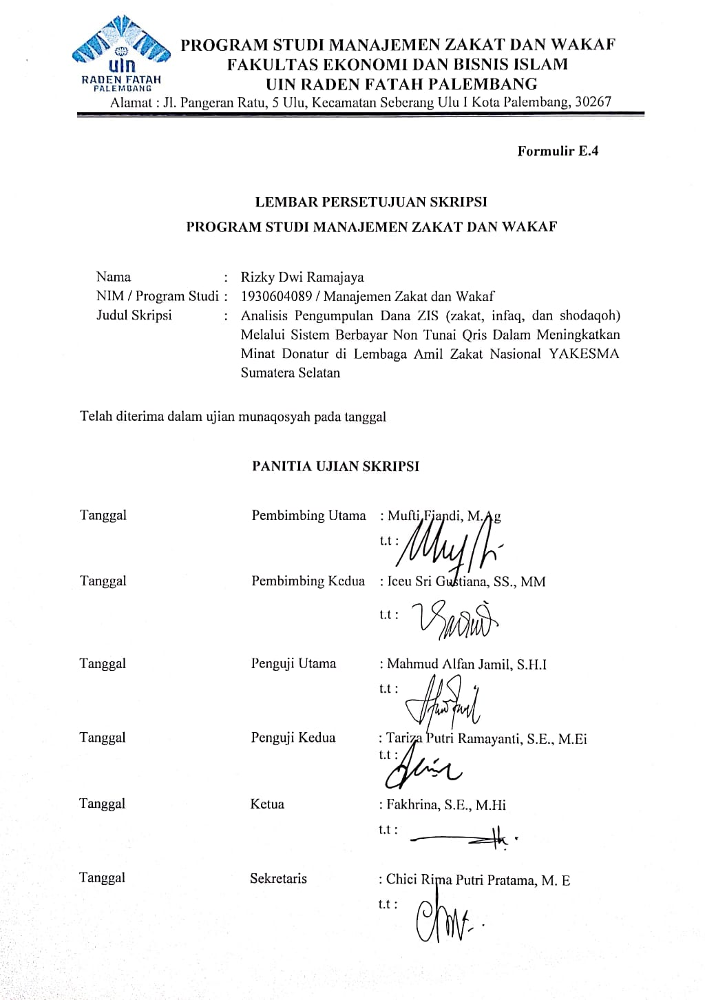 uin
RADEN FATAH
PALEMBANG
PROGRAM STUDI MANAJEMEN ZAKAT DAN WAKAF
FAKULTAS EKONOMI DAN BISNIS ISLAM
UIN RADEN FATAH PALEMBANG
Alamat : Jl. Pangeran Ratu, 5 Ulu, Kecamatan Seberang Ulu I Kota Palembang, 30267
Formulir E.4
LEMBAR PERSETUJUAN SKRIPSI
PROGRAM STUDI MANAJEMEN ZAKAT DAN WAKAF
Nama : Rizky Dwi Ramajaya
NIM / Program Studi : 1930604089 / Manajemen Zakat dan Wakaf
Judul Skripsi : Analisis Pengumpulan Dana ZIS (zakat, infaq, dan shodaqoh)
Melalui Sistem Berbayar Non Tunai Qris Dalam Meningkatkan
Minat Donatur di Lembaga Amil Zakat Nasional YAKESMA
Sumatera Selatan
Telah diterima dalam ujian munaqosyah pada tanggal
PANITIA UJIAN SKRIPSI
Tanggal Pembimbing Utama : Mufti Fiandi, M.Ag
t.t :
Tanggal Pembimbing Kedua : Iceu Sri Gustiana, SS., MM
t.t :
Tanggal Penguji Utama : Mahmud Alfan Jamil, S.H.I
t.t :
Tanggal Penguji Kedua : Tariza Putri Ramayanti, S.E., M.Ei
t.t :
Tanggal Ketua : Fakhrina, S.E., M.Hi
t.t :
Tanggal Sekretaris : Chici Rima Putri Pratama, M. E
t.t :